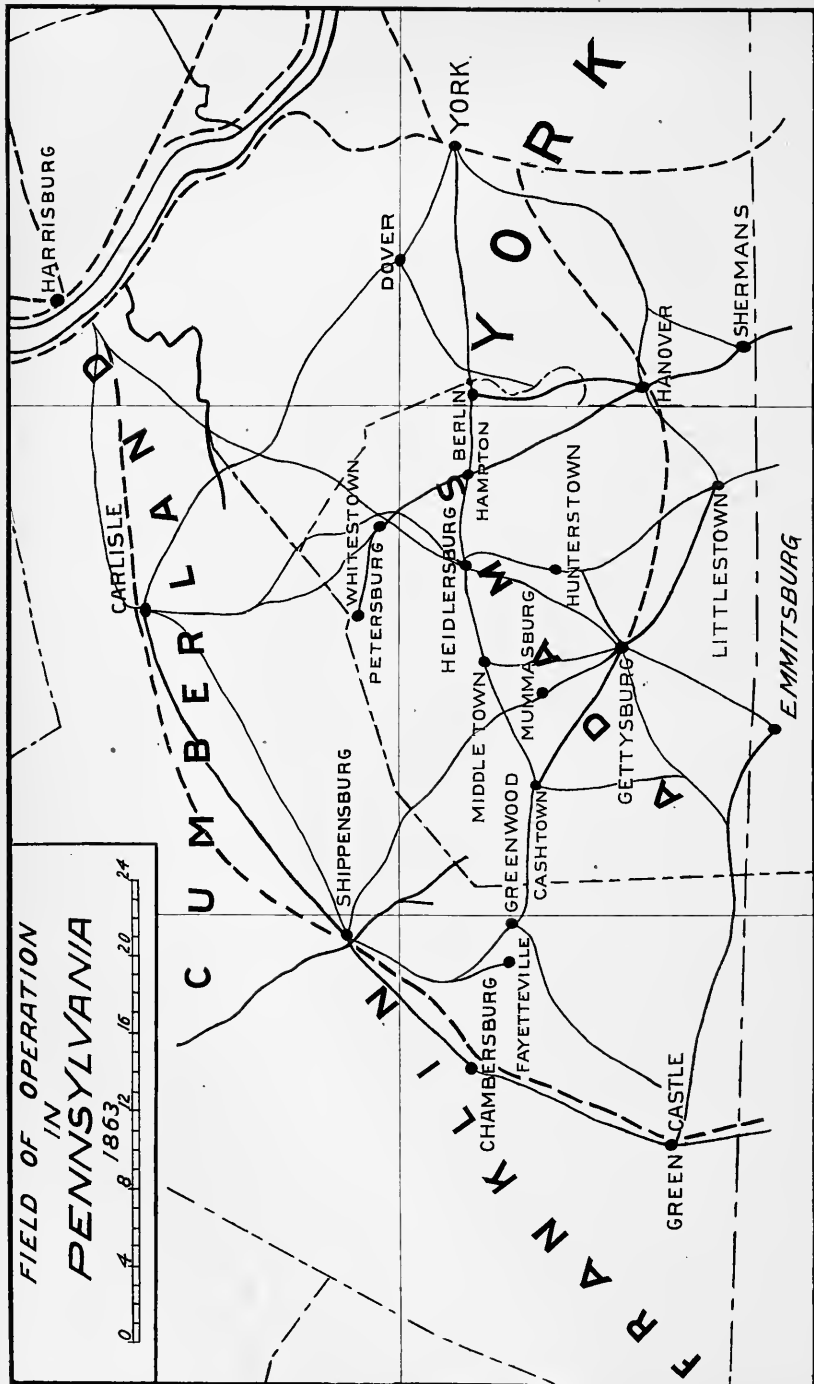 FIELD OF OPERATION
IN
PENNSYLVANIA
1863
0 4 8 12 16 20 24
HARRISBURG
CARLISLE
CUMBERLAND
SHIPPENSBURG
WHITESTOWN
PETERSBURG
DOVER
YORK
YORK
BERLIN
HAMPTON
HEIDLERSBURG
MIDDLE TOWN
MUMMASBURG
HUNTERSTOWN
ADAMS
GREENWOOD
CASHTOWN
CHAMBERSBURG
FAYETTEVILLE
FRANKLIN
GETTYSBURG
HANOVER
SHERMANS
LITTLESTOWN
GREEN CASTLE
EMMITSBURG